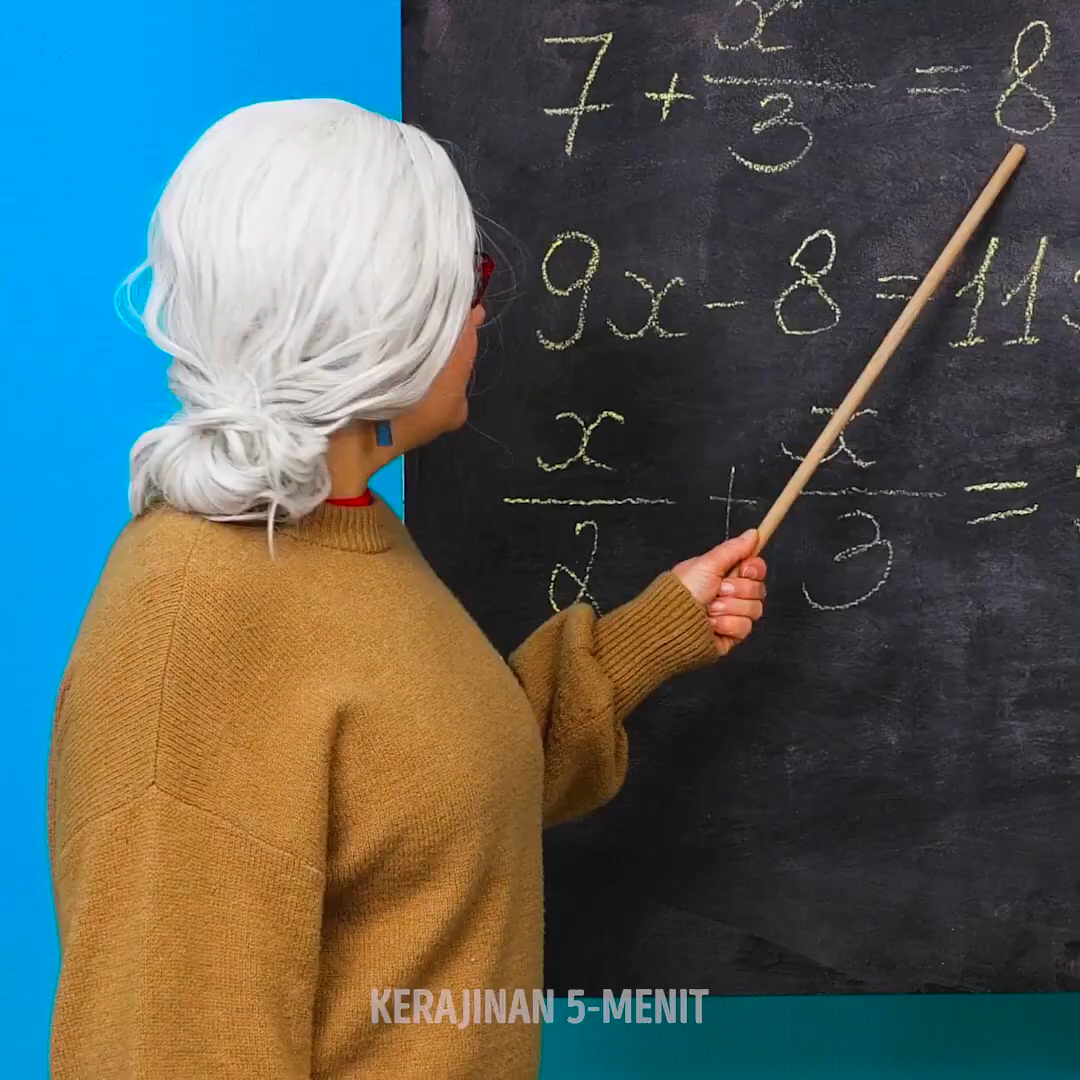 7 + x/3 = 8
9x - 8 = 11
x/2 + x/3 =
KERAJINAN 5-MENIT